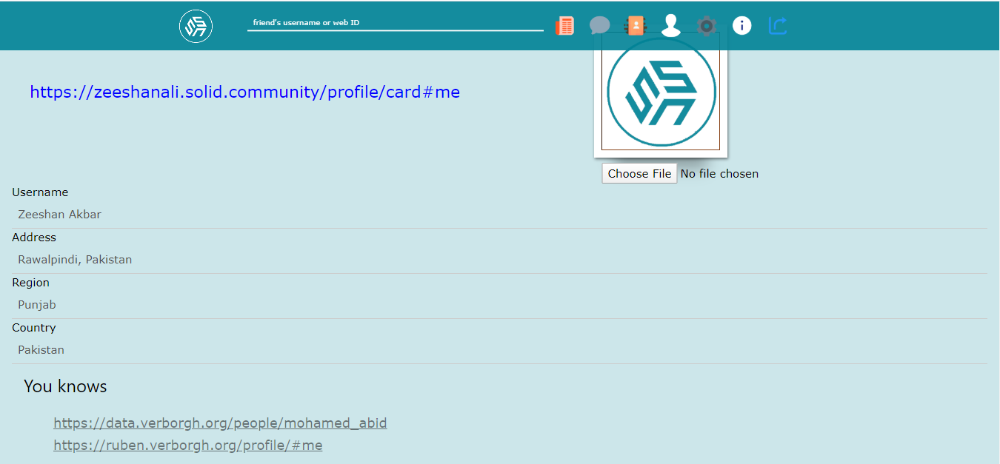 friend's username or web ID
https://zeeshanali.solid.community/profile/card#me
Choose File No file chosen
Username
Zeeshan Akbar
Address
Rawalpindi, Pakistan
Region
Punjab
Country
Pakistan
You knows
https://data.verborgh.org/people/mohamed_abid
https://ruben.verborgh.org/profile/#me